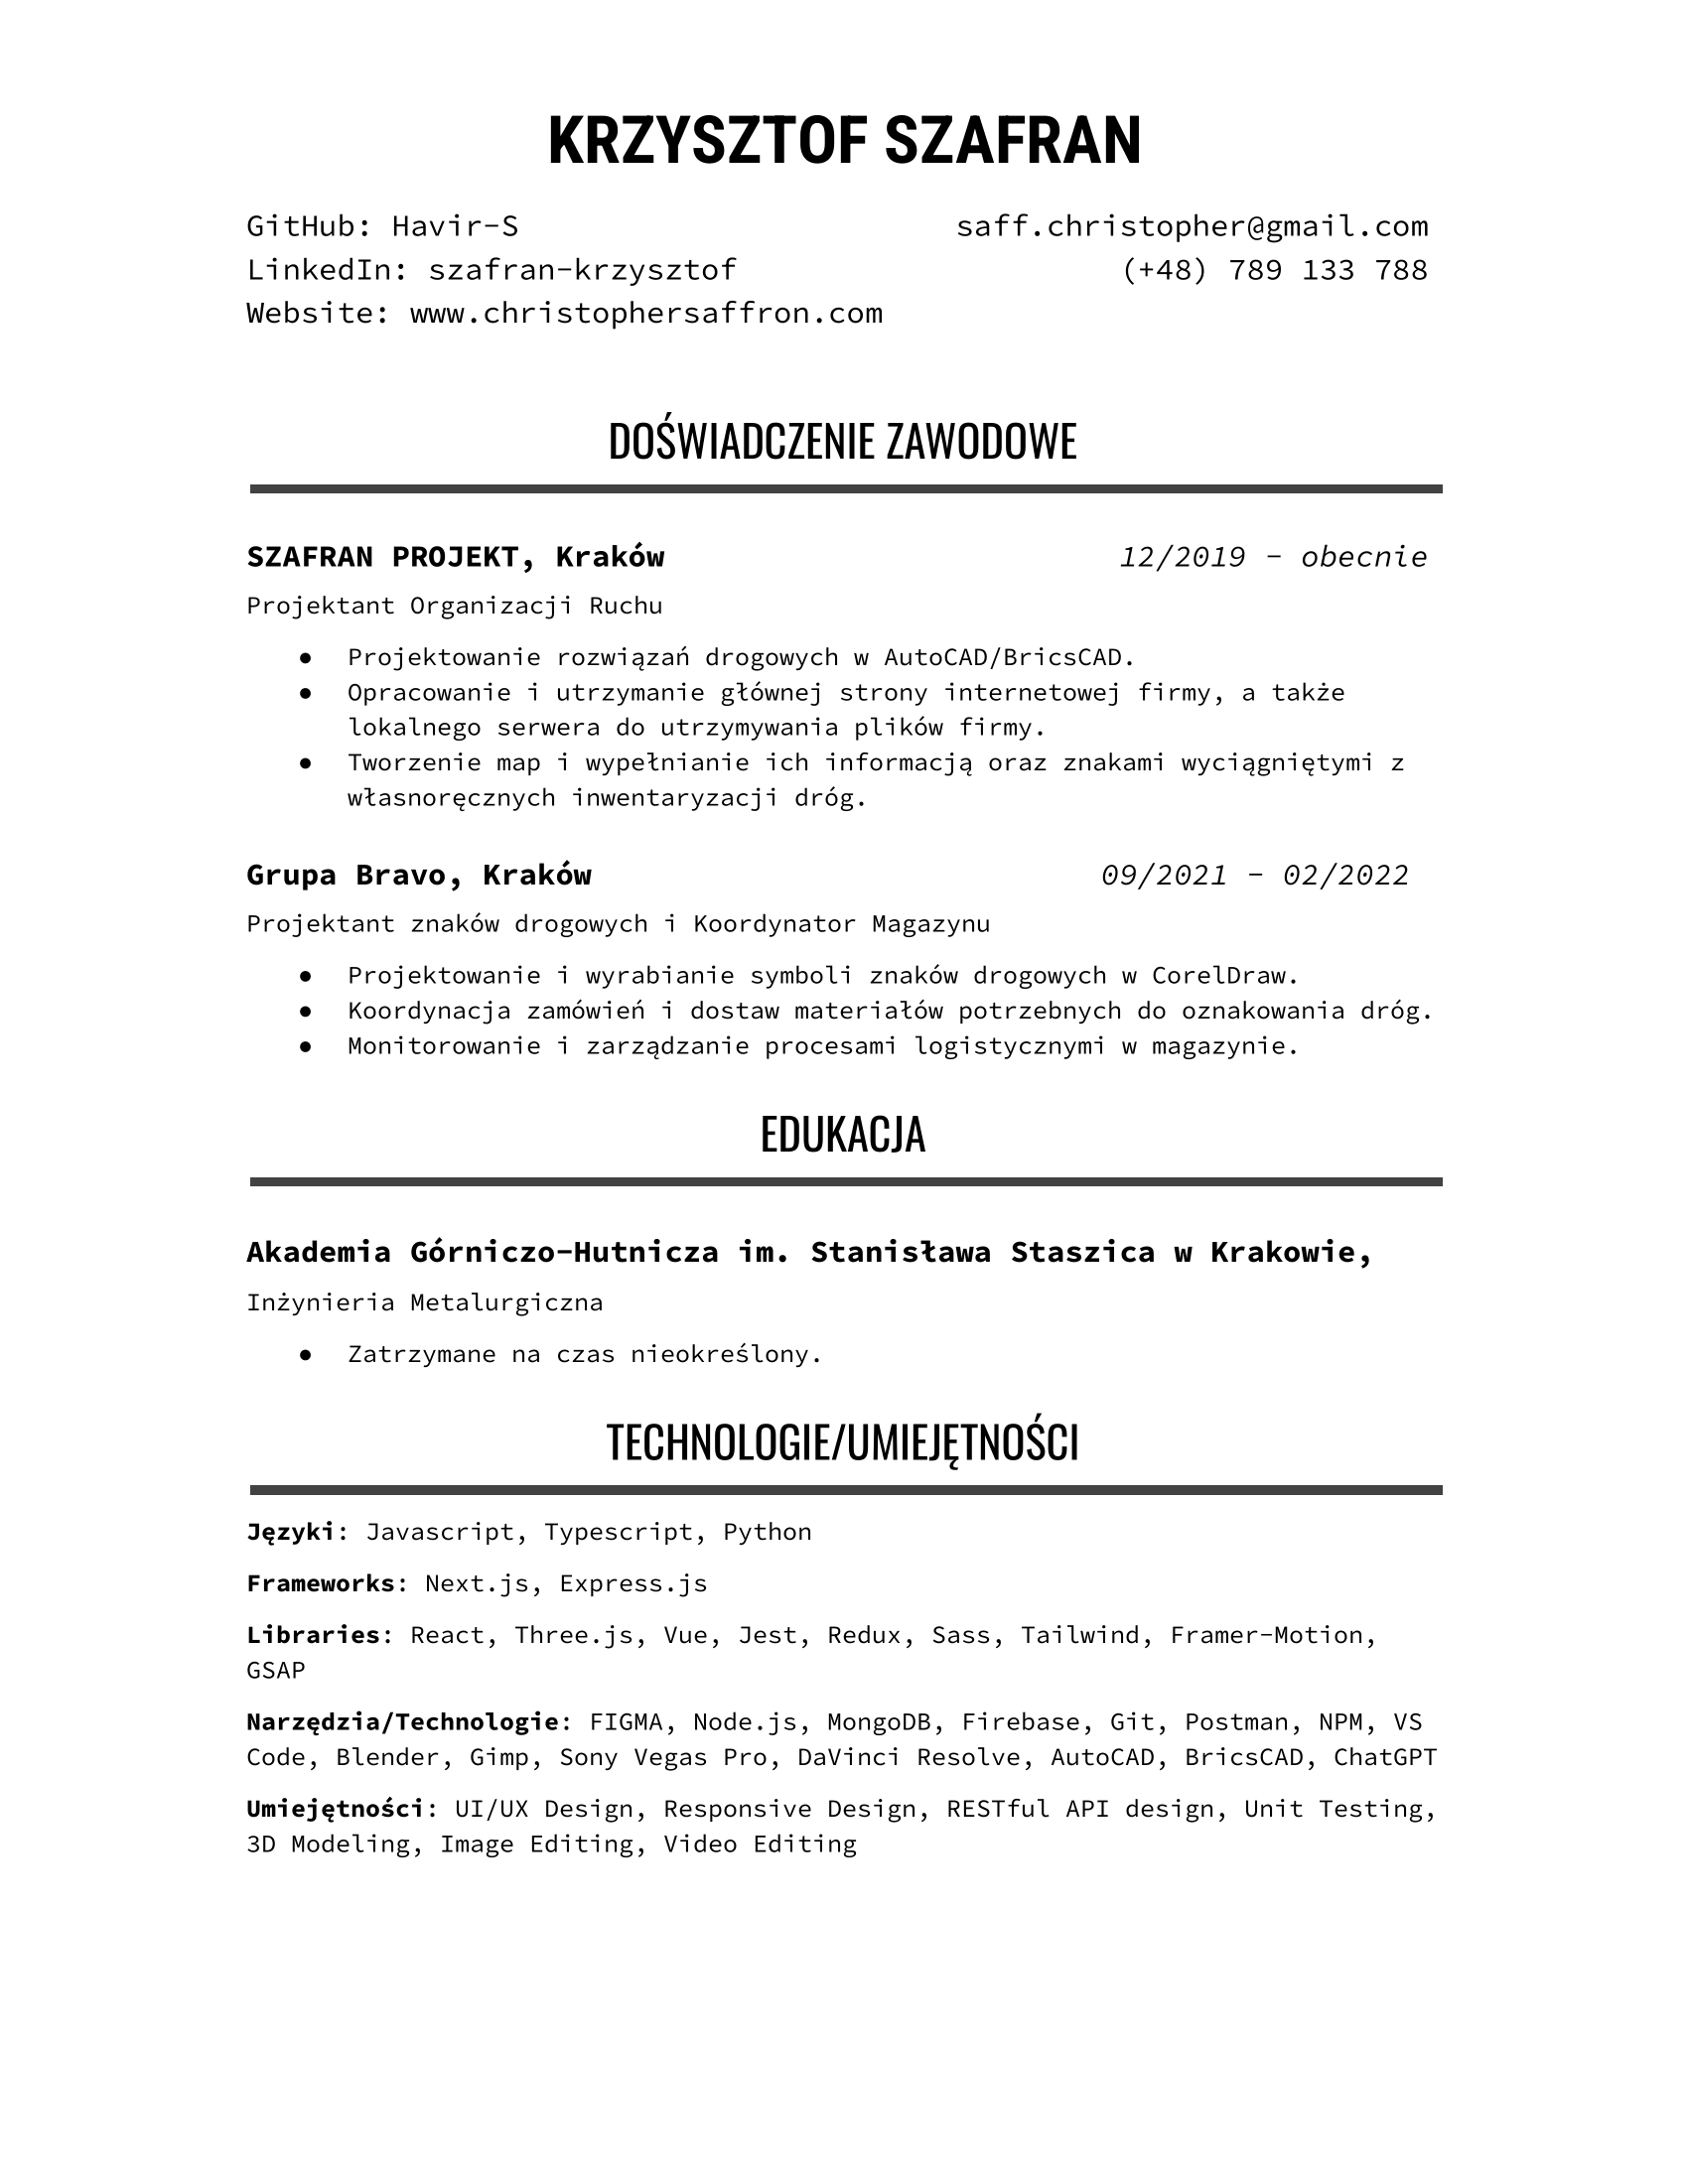 KRZYSZTOF SZAFRAN
GitHub: Havir-S saff.christopher@gmail.com
LinkedIn: szafran-krzysztof (+48) 789 133 788
Website: www.christophersaffron.com
DOŚWIADCZENIE ZAWODOWE
SZAFRAN PROJEKT, Kraków 12/2019 – obecnie
Projektant Organizacji Ruchu
● Projektowanie rozwiązań drogowych w AutoCAD/BricsCAD.
● Opracowanie i utrzymanie głównej strony internetowej firmy, a także
lokalnego serwera do utrzymywania plików firmy.
● Tworzenie map i wypełnianie ich informacją oraz znakami wyciągniętymi z
własnoręcznych inwentaryzacji dróg.
Grupa Bravo, Kraków 09/2021 – 02/2022
Projektant znaków drogowych i Koordynator Magazynu
● Projektowanie i wyrabianie symboli znaków drogowych w CorelDraw.
● Koordynacja zamówień i dostaw materiałów potrzebnych do oznakowania dróg.
● Monitorowanie i zarządzanie procesami logistycznymi w magazynie.
EDUKACJA
Akademia Górniczo-Hutnicza im. Stanisława Staszica w Krakowie,
Inżynieria Metalurgiczna
● Zatrzymane na czas nieokreślony.
TECHNOLOGIE/UMIEJĘTNOŚCI
Języki: Javascript, Typescript, Python
Frameworks: Next.js, Express.js
Libraries: React, Three.js, Vue, Jest, Redux, Sass, Tailwind, Framer-Motion,
GSAP
Narzędzia/Technologie: FIGMA, Node.js, MongoDB, Firebase, Git, Postman, NPM, VS
Code, Blender, Gimp, Sony Vegas Pro, DaVinci Resolve, AutoCAD, BricsCAD, ChatGPT
Umiejętności: UI/UX Design, Responsive Design, RESTful API design, Unit Testing,
3D Modeling, Image Editing, Video Editing